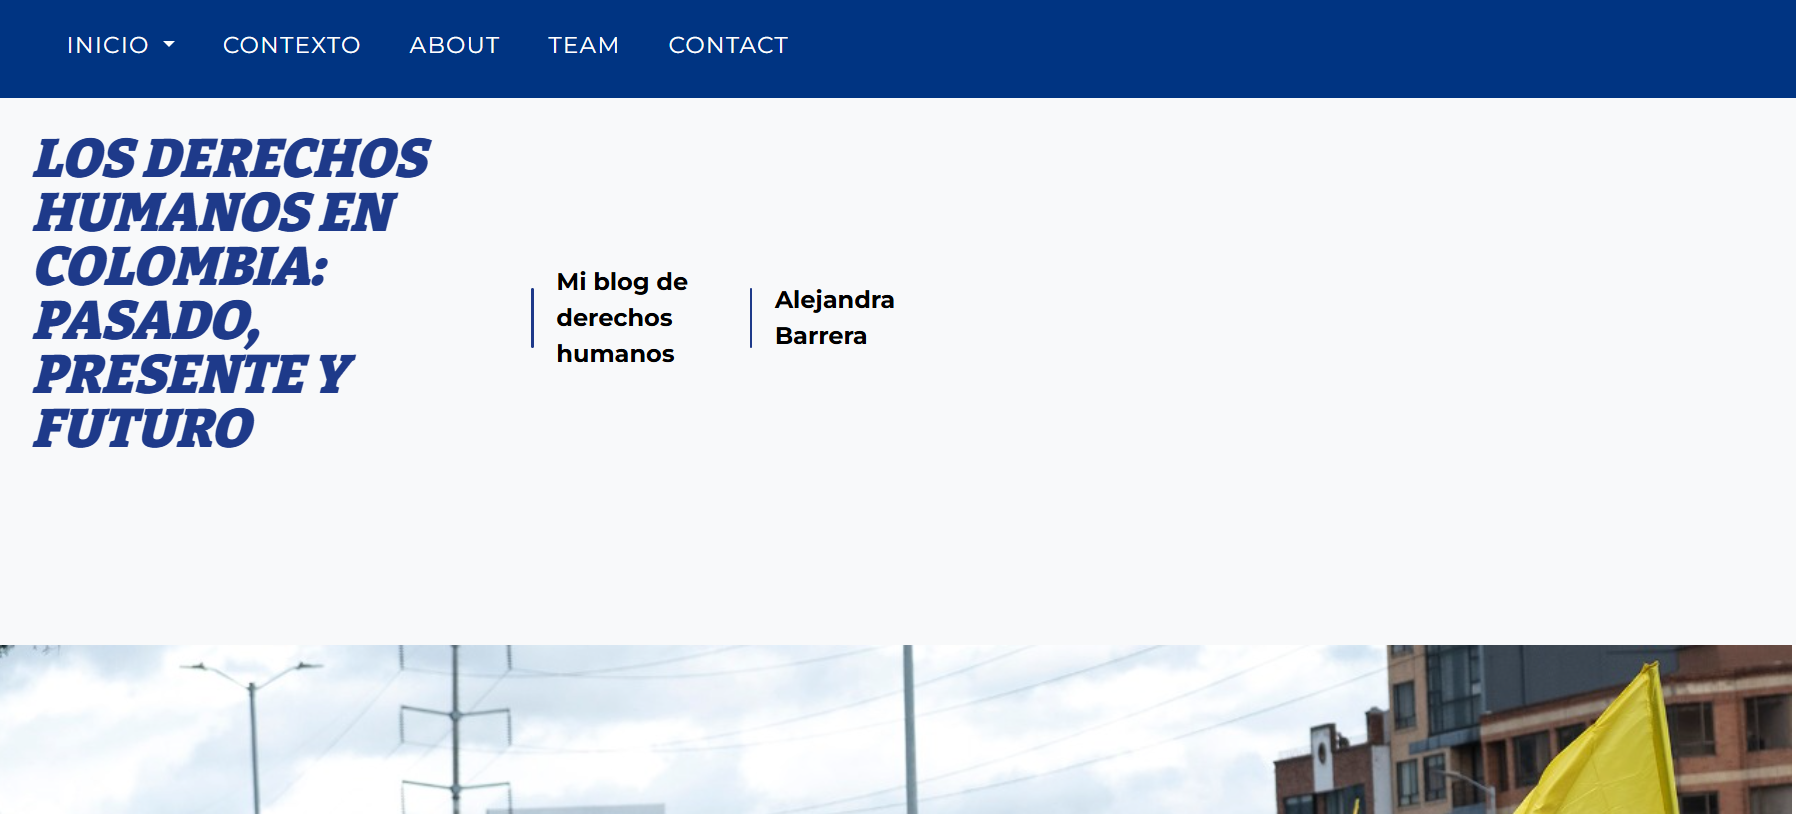 INICIO CONTEXTO ABOUT TEAM CONTACT
LOS DERECHOS
HUMANOS EN
COLOMBIA:
PASADO,
PRESENTE Y
FUTURO
Mi blog de
derechos
humanos
Alejandra
Barrera